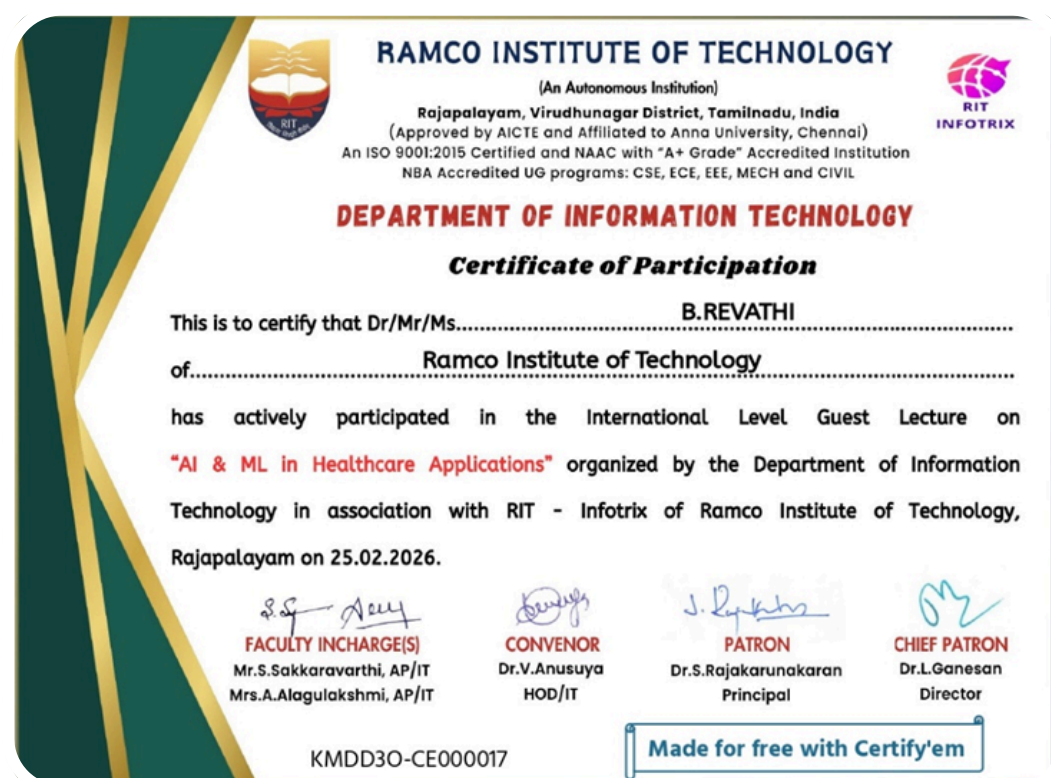 RAMCO INSTITUTE OF TECHNOLOGY
(An Autonomous Institution)
Rajapalayam, Virudhunagar District, Tamilnadu, India
(Approved by AICTE and Affiliated to Anna University, Chennai)
An ISO 9001:2015 Certified and NAAC with "A+ Grade" Accredited Institution
NBA Accredited UG programs: CSE, ECE, EEE, MECH and CIVIL
RIT
RIT
INFOTRIX
DEPARTMENT OF INFORMATION TECHNOLOGY
Certificate of Participation
This is to certify that Dr/Mr/Ms. B.REVATHI
of Ramco Institute of Technology
has actively participated in the International Level Guest Lecture on
"AI & ML in Healthcare Applications" organized by the Department of Information
Technology in association with RIT - Infotrix of Ramco Institute of Technology,
Rajapalayam on 25.02.2026.
FACULTY INCHARGE(S) CONVENOR PATRON CHIEF PATRON
Mr.S.Sakkaravarthi, AP/IT Dr.V.Anusuya Dr.S.Rajakarunakaran Dr.L.Ganesan
Mrs.A.Alagulakshmi, AP/IT HOD/IT Principal Director
KMDD3O-CE000017
Made for free with Certify'em